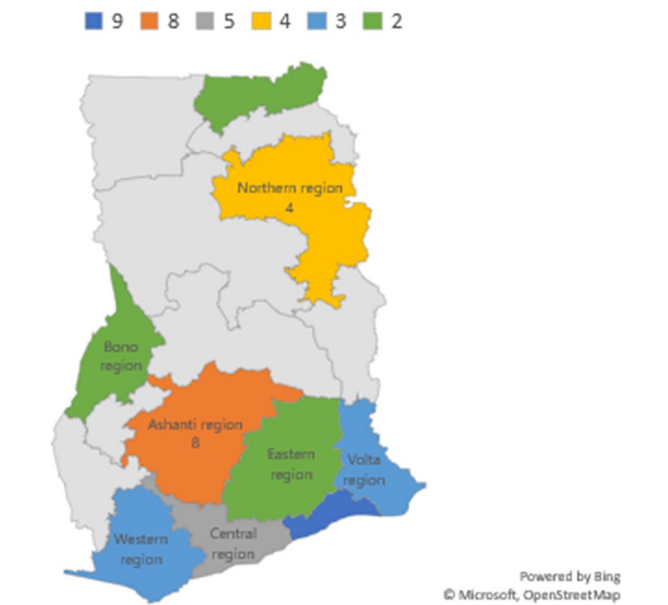 9 8 5 4 3 2
Northern region
4
Bono
region
Ashanti region
8
Eastern
region
Volta
region
Western
region
Central
region
Powered by Bing
© Microsoft, OpenStreetMap